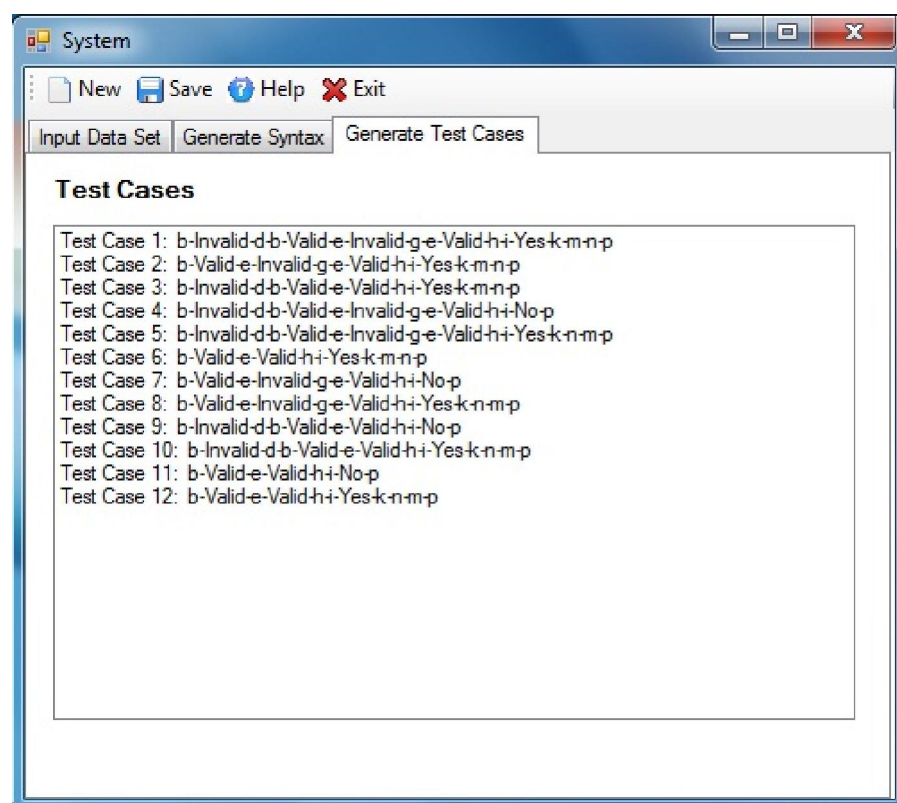 System
New Save Help Exit
Input Data Set Generate Syntax Generate Test Cases
Test Cases
Test Case 1: b-Invalid-d-b-Valid-e-Invalid-g-e-Valid-h-i-Yes-k-m-n-p
Test Case 2: b-Valid-e-Invalid-g-e-Valid-h-i-Yes-k-m-n-p
Test Case 3: b-Invalid-d-b-Valid-e-Valid-h-i-Yes-k-m-n-p
Test Case 4: b-Invalid-d-b-Valid-e-Invalid-g-e-Valid-h-i-No-p
Test Case 5: b-Invalid-d-b-Valid-e-Invalid-g-e-Valid-h-i-Yes-k-n-m-p
Test Case 6: b-Valid-e-Valid-h-i-Yes-k-m-n-p
Test Case 7: b-Valid-e-Invalid-g-e-Valid-h-i-No-p
Test Case 8: b-Valid-e-Invalid-g-e-Valid-h-i-Yes-k-n-m-p
Test Case 9: b-Invalid-d-b-Valid-e-Valid-h-i-No-p
Test Case 10: b-Invalid-d-b-Valid-e-Valid-h-i-Yes-k-n-m-p
Test Case 11: b-Valid-e-Valid-h-i-No-p
Test Case 12: b-Valid-e-Valid-h-i-Yes-k-n-m-p